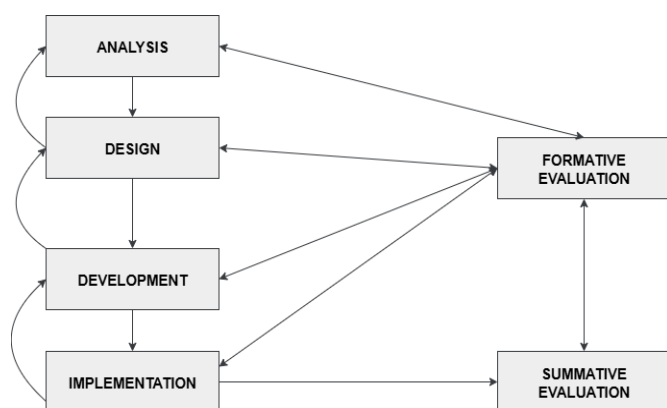 ANALYSIS
DESIGN
FORMATIVE
EVALUATION
DEVELOPMENT
IMPLEMENTATION
SUMMATIVE
EVALUATION